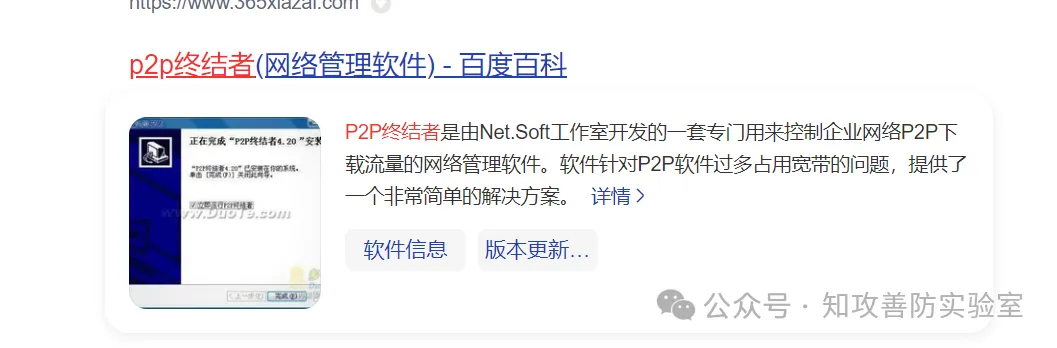 https://www.365xiazai.com
p2p终结者(网络管理软件) - 百度百科
P2P终结者是由Net.Soft工作室开发的一套专门用来控制企业网络P2P下
载流量的网络管理软件。软件针对P2P软件过多占用宽带的问题，提供了
一个非常简单的解决方案。 详情
软件信息
版本更新...
正在完成“P2P终结者4.20”安装
“P2P终结者4.20”已安装在你的系统。
单击 [完成(F)] 关闭此向导。
立即运行P2P终结者
www.DuoTe.com
<上一步(P)
完成(F)
公众号 · 知攻善防实验室